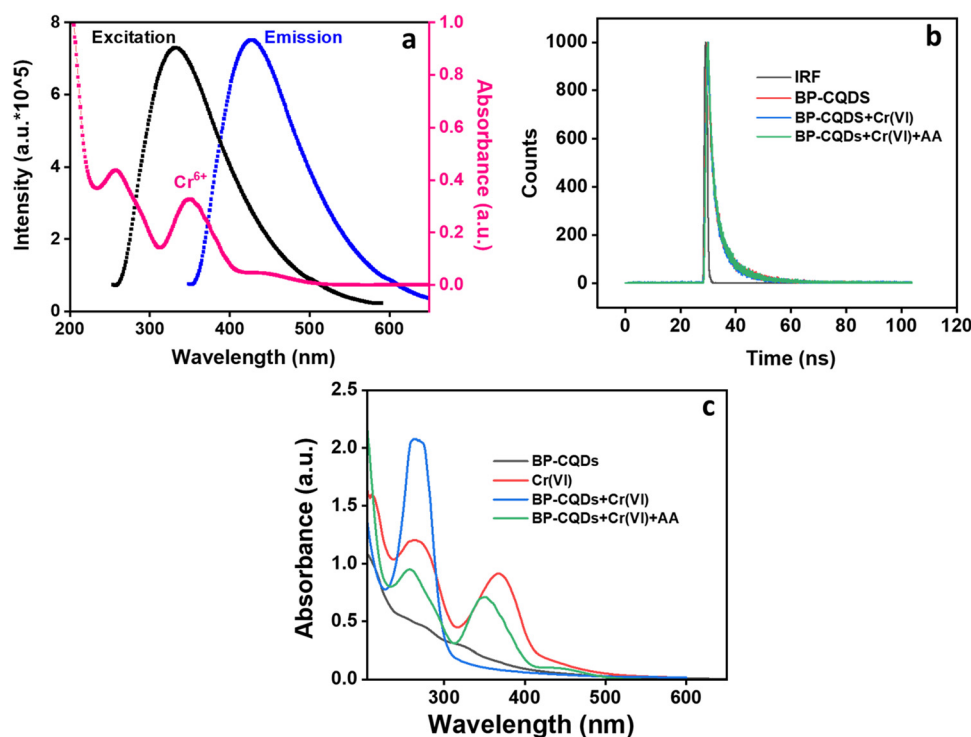 a
Excitation
Emission
Cr6+
Intensity (a.u.*10^5)
8
6
4
2
0
Absorbance (a.u.)
1.0
0.8
0.6
0.4
0.2
0.0
200 300 400 500 600
Wavelength (nm)
b
IRF
BP-CQDS
BP-CQDS+Cr(VI)
BP-CQDs+Cr(VI)+AA
Counts
1000
800
600
400
200
0
0 20 40 60 80 100 120
Time (ns)
c
BP-CQDs
Cr(VI)
BP-CQDs+Cr(VI)
BP-CQDs+Cr(VI)+AA
Absorbance (a.u.)
2.5
2.0
1.5
1.0
0.5
0.0
300 400 500 600
Wavelength (nm)